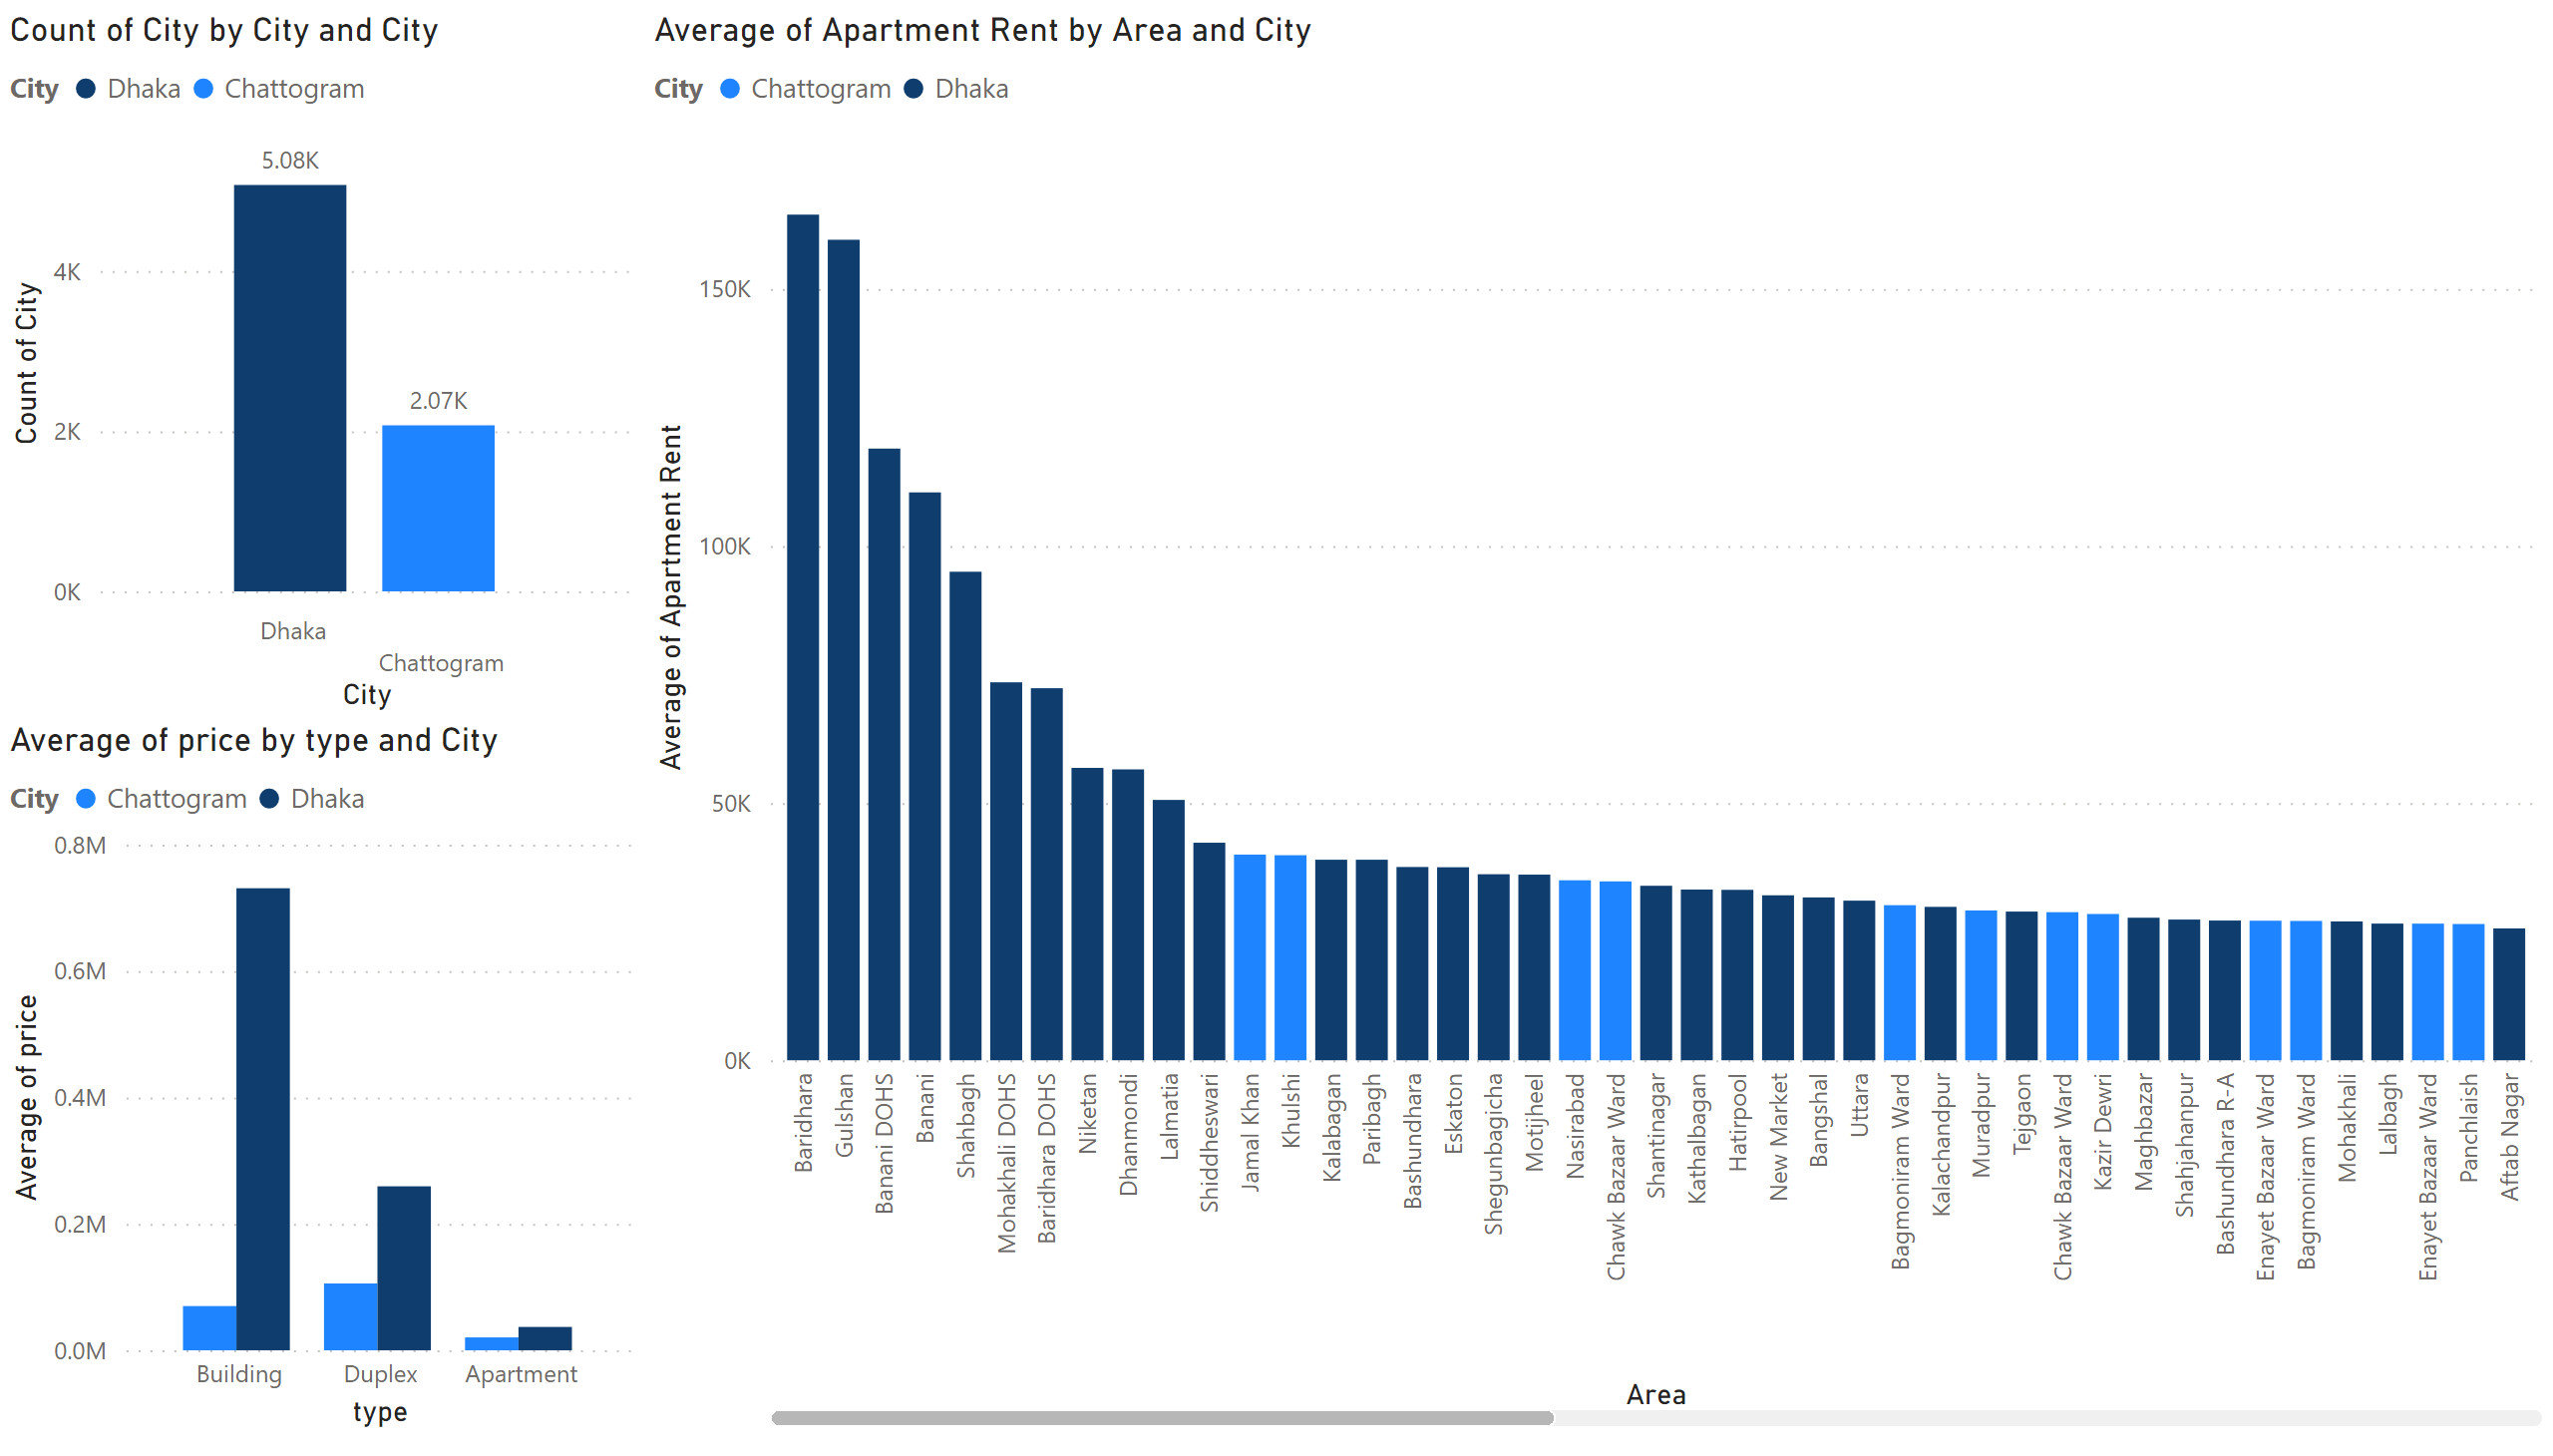 Count of City by City and City
City Dhaka Chattogram
5.08K
2.07K
4K
2K
0K
Count of City
Dhaka
Chattogram
City
Average of price by type and City
City Chattogram Dhaka
0.8M
0.6M
0.4M
0.2M
0.0M
Average of price
Building Duplex Apartment
type
Average of Apartment Rent by Area and City
City Chattogram Dhaka
150K
100K
50K
0K
Average of Apartment Rent
Baridhara
Gulshan
Banani DOHS
Banani
Shahbagh
Mohakhali DOHS
Baridhara DOHS
Niketan
Dhanmondi
Lalmatia
Shiddheswari
Jamal Khan
Khulshi
Kalabagan
Paribagh
Bashundhara
Eskaton
Shegunbagicha
Motijheel
Nasirabad
Chawk Bazaar Ward
Shantinagar
Kathalbagan
Hatirpool
New Market
Bangshal
Uttara
Bagmoniram Ward
Kalachandpur
Muradpur
Tejgaon
Chawk Bazaar Ward
Kazir Dewri
Maghbazar
Shahjahanpur
Bashundhara R-A
Enayet Bazaar Ward
Bagmoniram Ward
Mohakhali
Lalbagh
Enayet Bazaar Ward
Panchlaish
Aftab Nagar
Area